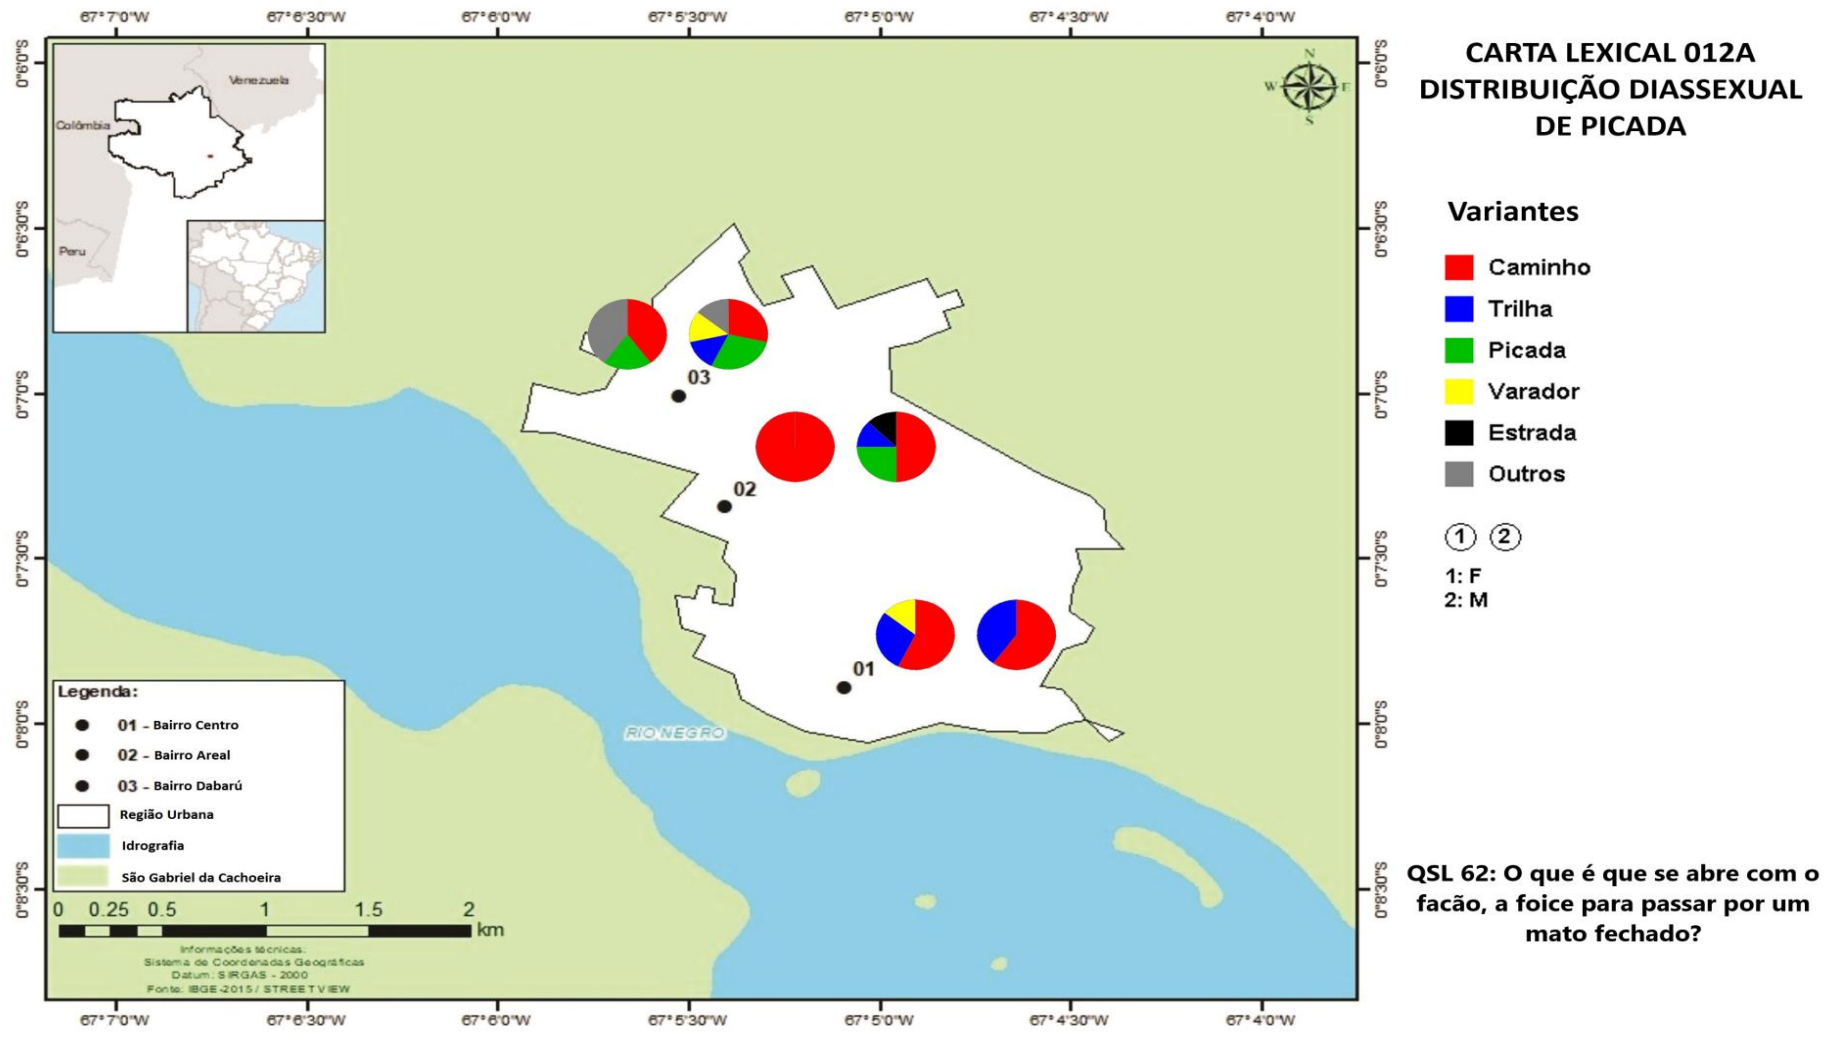 67°7'0"W 67°6'30"W 67°6'0"W 67°5'30"W 67°5'0"W 67°4'30"W 67°4'0"W
0°6'0"S
0°6'30"S
0°7'0"S
0°7'30"S
0°8'0"S
0°8'30"S
Venezuela
Colômbia
Peru
N
W E
S
03
02
01
RIO NEGRO
Legenda:
01 - Bairro Centro
02 - Bairro Areal
03 - Bairro Dabarú
Região Urbana
Idrografia
São Gabriel da Cachoeira
0 0.25 0.5 1 1.5 2
km
Informações técnicas:
Sistema de Coordenadas Geográficas
Datum: SIRGAS - 2000
Fonte: IBGE-2015 / STREET VIEW
0°6'0"S
0°6'30"S
0°7'0"S
0°7'30"S
0°8'0"S
0°8'30"S
67°7'0"W 67°6'30"W 67°6'0"W 67°5'30"W 67°5'0"W 67°4'30"W 67°4'0"W
CARTA LEXICAL 012A
DISTRIBUIÇÃO DIASSEXUAL
DE PICADA
Variantes
Caminho
Trilha
Picada
Varador
Estrada
Outros
1 2
1: F
2: M
QSL 62: O que é que se abre com o
facão, a foice para passar por um
mato fechado?